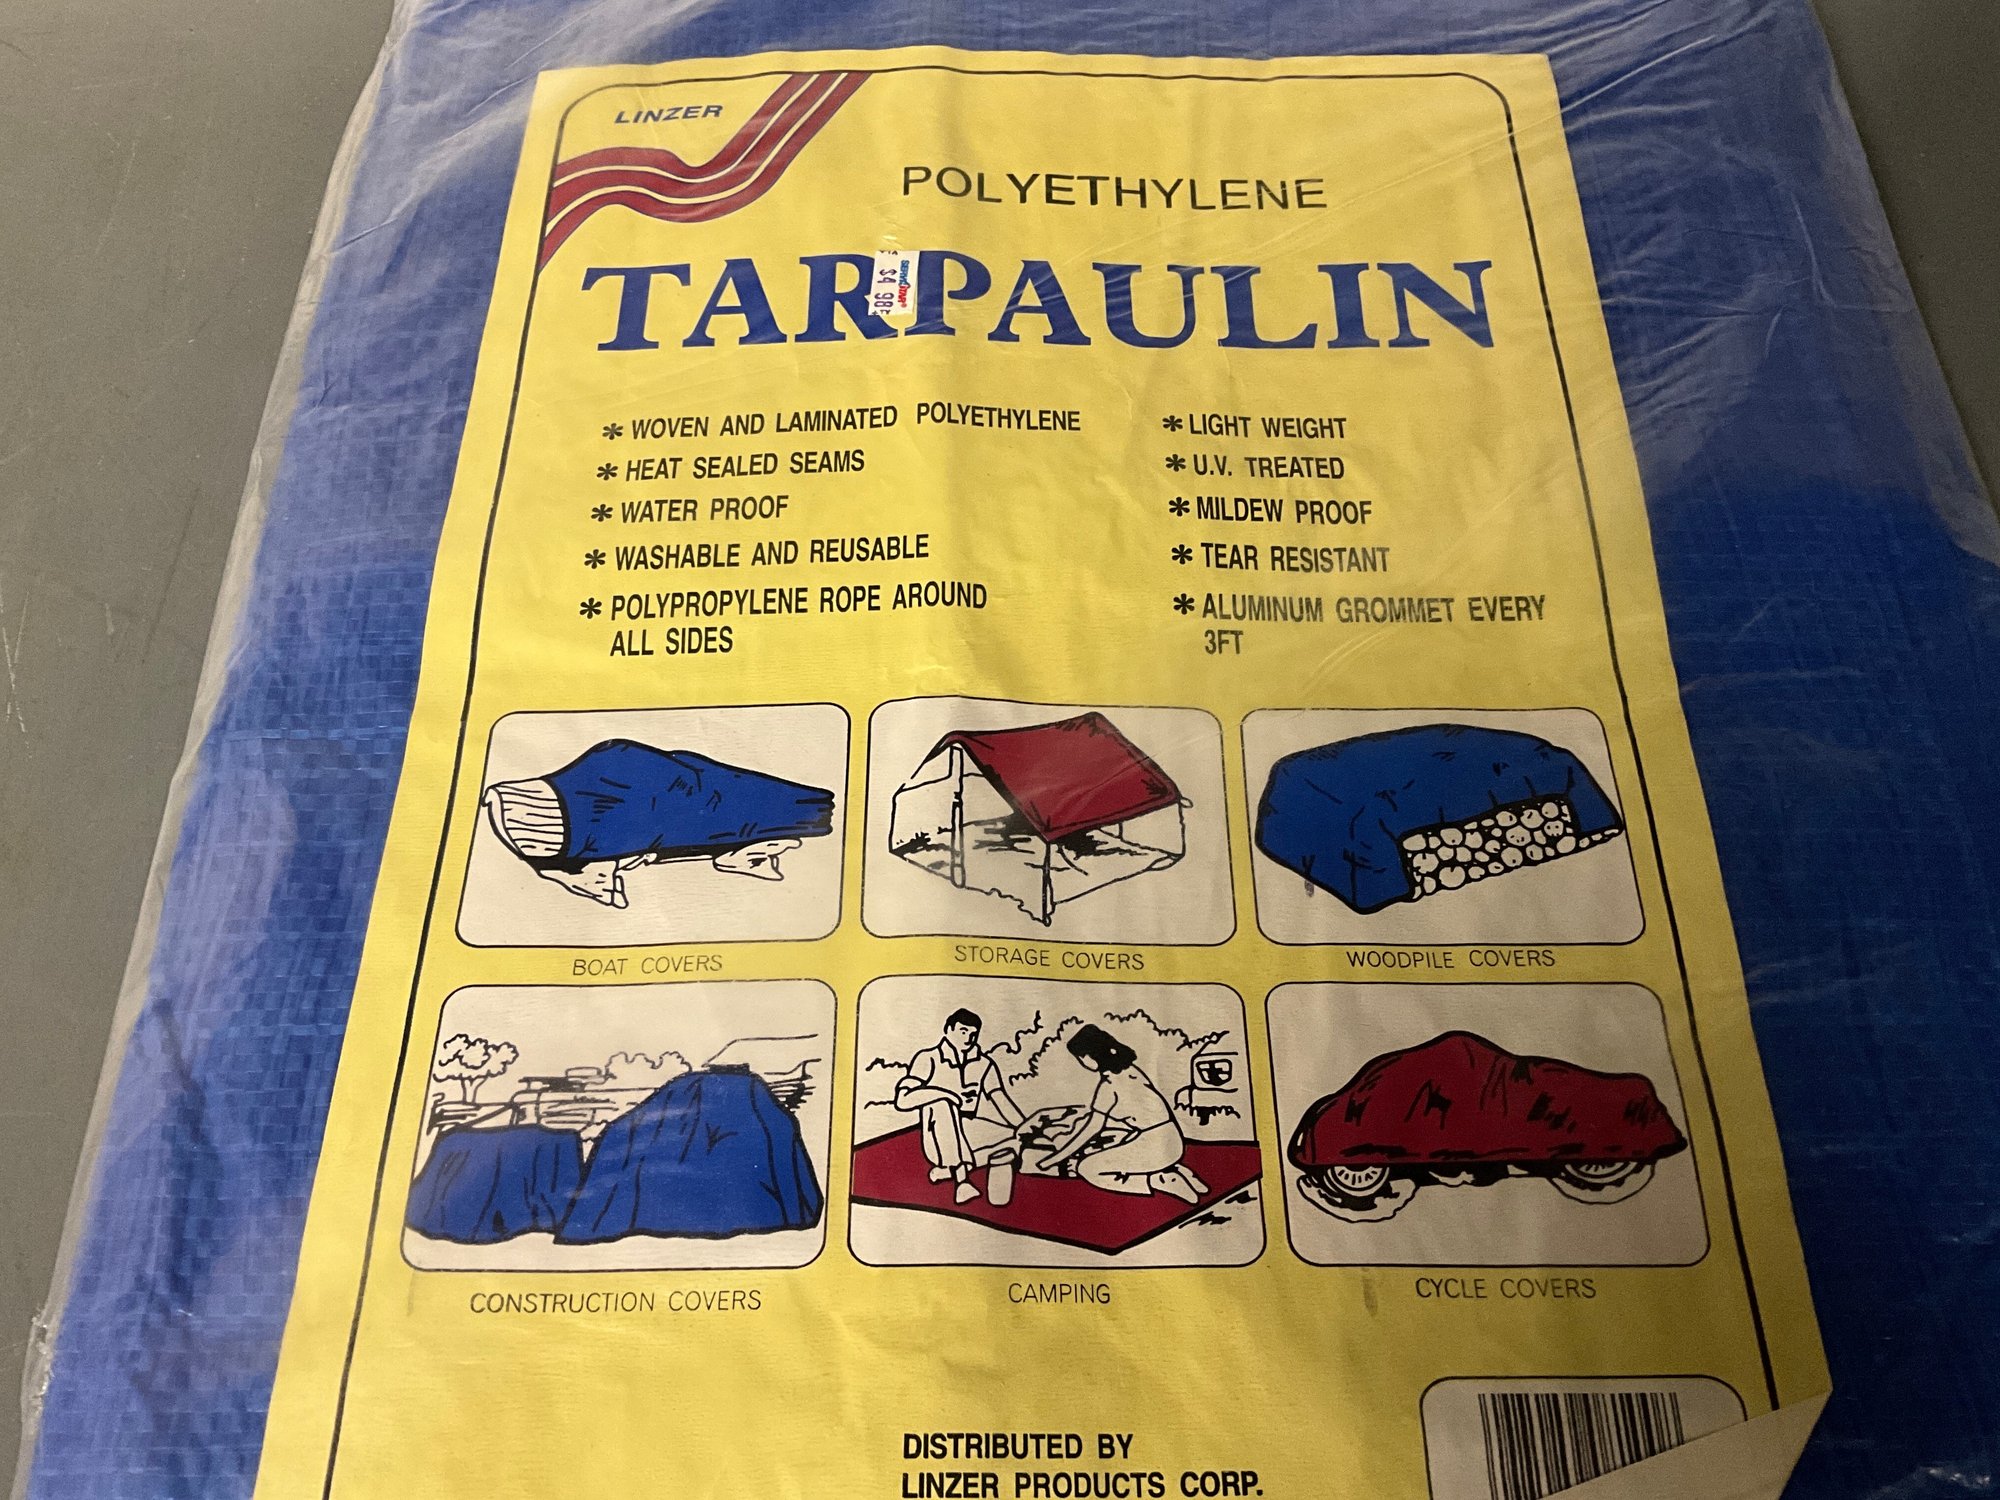 LINZER
POLYETHYLENE
TARPAULIN
$4 98
* WOVEN AND LAMINATED POLYETHYLENE
* HEAT SEALED SEAMS
* WATER PROOF
* WASHABLE AND REUSABLE
* POLYPROPYLENE ROPE AROUND
ALL SIDES
* LIGHT WEIGHT
* U.V. TREATED
* MILDEW PROOF
* TEAR RESISTANT
* ALUMINUM GROMMET EVERY
3FT
BOAT COVERS
STORAGE COVERS
WOODPILE COVERS
CONSTRUCTION COVERS
CAMPING
CYCLE COVERS
DISTRIBUTED BY
LINZER PRODUCTS CORP.